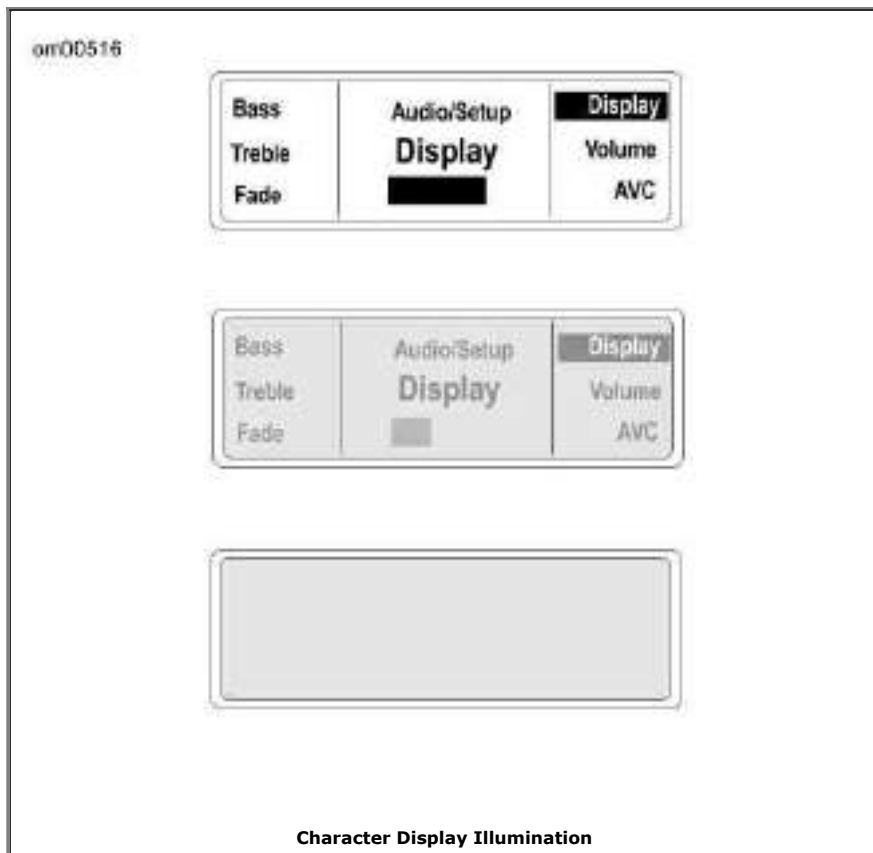 om00516
Bass
Audio/Setup
Display
Treble
Display
Volume
Fade
AVC
Bass
Audio/Setup
Display
Treble
Display
Volume
Fade
AVC
Character Display Illumination